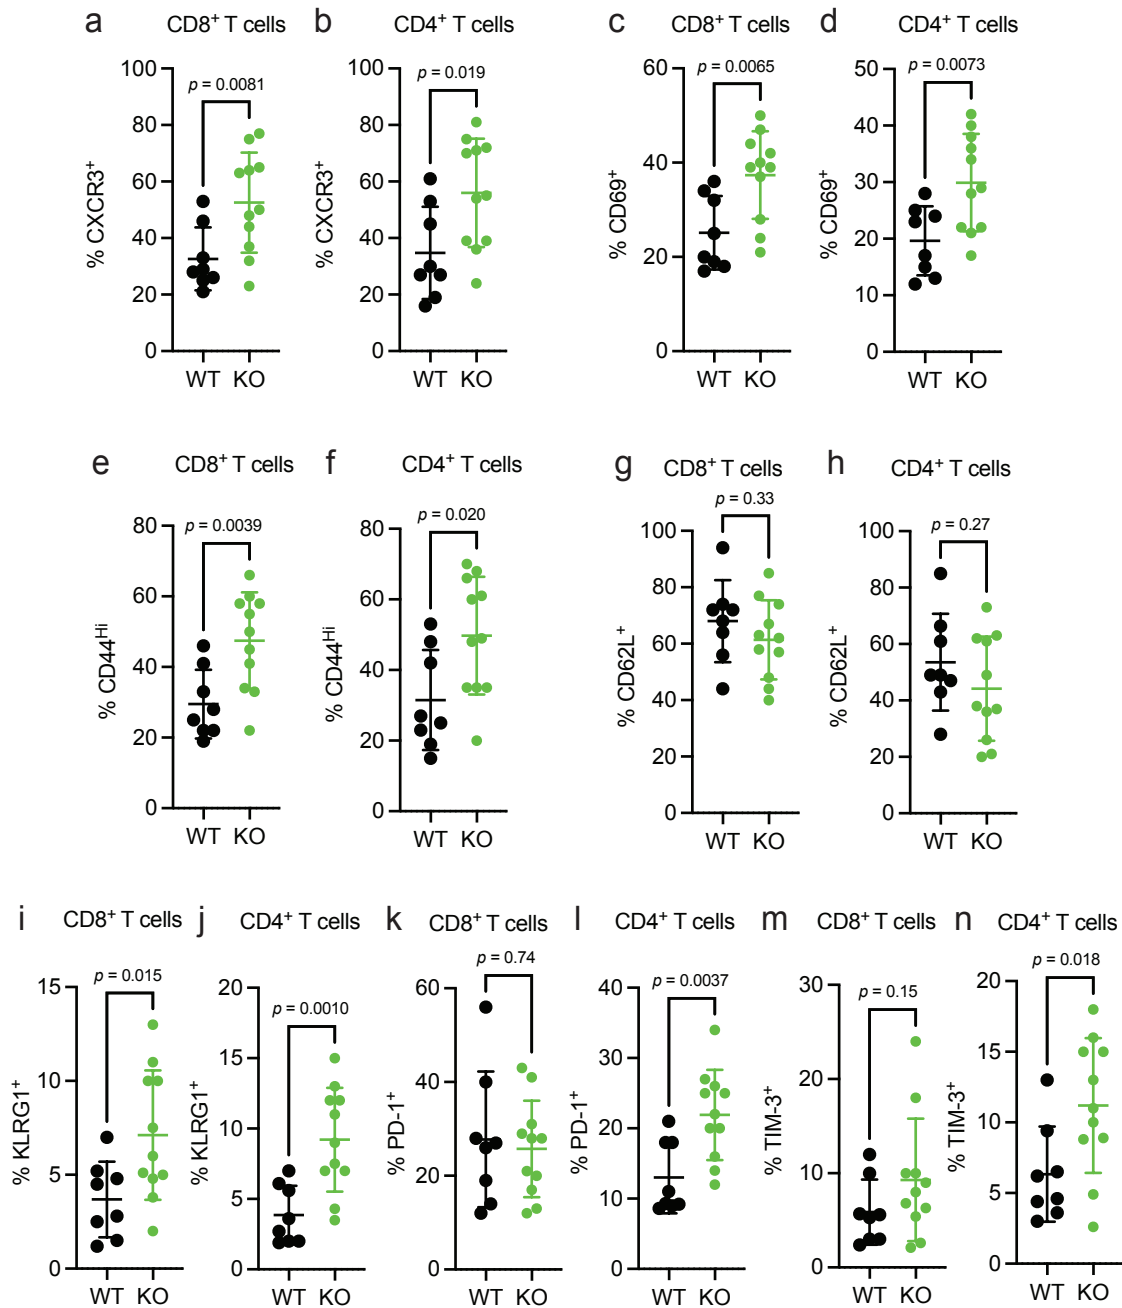 a CD8⁺ T cells b CD4⁺ T cells c CD8⁺ T cells d CD4⁺ T cells
p = 0.0081 p = 0.019 p = 0.0065 p = 0.0073
% CXCR3⁺ 100 80 60 40 20 0
% CXCR3⁺ 100 80 60 40 20 0
% CD69⁺ 60 40 20 0
% CD69⁺ 50 40 30 20 10 0
WT KO WT KO WT KO WT KO
e CD8⁺ T cells f CD4⁺ T cells g CD8⁺ T cells h CD4⁺ T cells
p = 0.0039 p = 0.020 p = 0.33 p = 0.27
% CD44ᴴⁱ 80 60 40 20 0
% CD44ᴴⁱ 80 60 40 20 0
% CD62L⁺ 100 80 60 40 20 0
% CD62L⁺ 100 80 60 40 20 0
WT KO WT KO WT KO WT KO
i CD8⁺ T cells j CD4⁺ T cells k CD8⁺ T cells l CD4⁺ T cells m CD8⁺ T cells n CD4⁺ T cells
p = 0.015 p = 0.0010 p = 0.74 p = 0.0037 p = 0.15 p = 0.018
% KLRG1⁺ 15 10 5 0
% KLRG1⁺ 20 15 10 5 0
% PD-1⁺ 60 40 20 0
% PD-1⁺ 40 30 20 10 0
% TIM-3⁺ 30 20 10 0
% TIM-3⁺ 20 15 10 5 0
WT KO WT KO WT KO WT KO WT KO WT KO